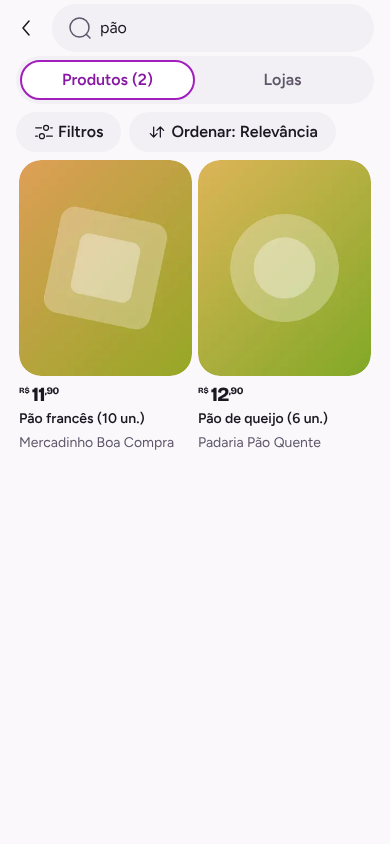 pão
Produtos (2)
Lojas
Filtros
Ordenar: Relevância
R$ 11,90
R$ 12,90
Pão francês (10 un.)
Pão de queijo (6 un.)
Mercadinho Boa Compra
Padaria Pão Quente